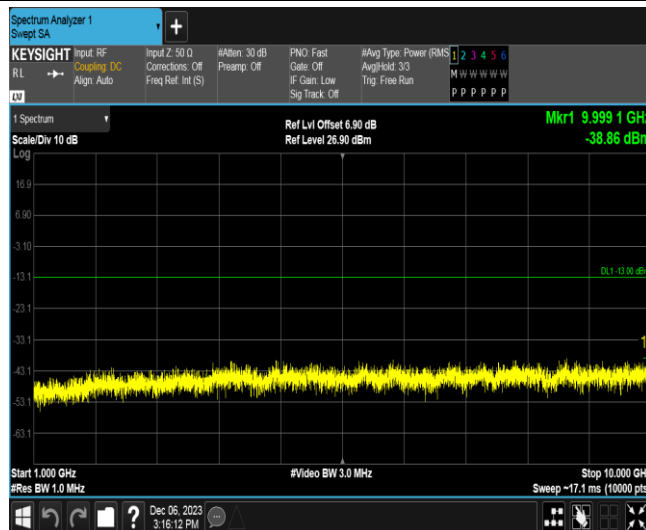 Spectrum Analyzer 1
Swept SA
KEYSIGHT
RL
LXI
Input: RF
Coupling: DC
Align: Auto
Input Z: 50 Ω
Corrections: Off
Freq Ref: Int (S)
#Atten: 30 dB
Preamp: Off
PNO: Fast
Gate: Off
IF Gain: Low
Sig Track: Off
#Avg Type: Power (RMS
Avg|Hold: 3/3
Trig: Free Run
1 2 3 4 5 6
M W W W W W
P P P P P P
1 Spectrum
Scale/Div 10 dB
Ref Lvl Offset 6.90 dB
Ref Level 26.90 dBm
Mkr1 9.999 1 GHz
-38.86 dBm
Log
16.9
6.90
-3.10
-13.1
DL1 -13.00 dBm
-23.1
-33.1
1
-43.1
-53.1
-63.1
Start 1.000 GHz
#Video BW 3.0 MHz
Stop 10.000 GH
#Res BW 1.0 MHz
Sweep ~17.1 ms (10000 pts
?
Dec 06, 2023
3:16:12 PM